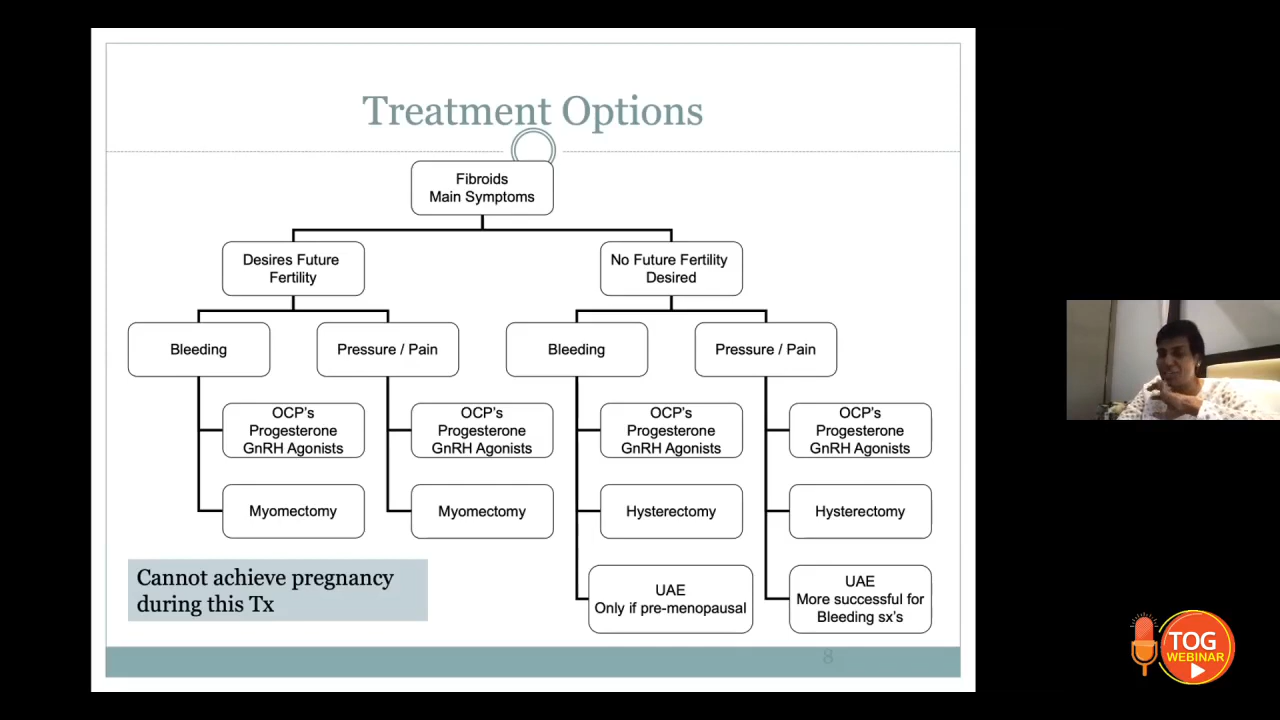 Treatment Options
Fibroids
Main Symptoms
Desires Future
Fertility
No Future Fertility
Desired
Bleeding
Pressure / Pain
Bleeding
Pressure / Pain
OCP's
Progesterone
GnRH Agonists
OCP's
Progesterone
GnRH Agonists
OCP's
Progesterone
GnRH Agonists
OCP's
Progesterone
GnRH Agonists
Myomectomy
Myomectomy
Hysterectomy
Hysterectomy
Cannot achieve pregnancy
during this Tx
UAE
Only if pre-menopausal
UAE
More successful for
Bleeding sx's
8
TOG
WEBINAR